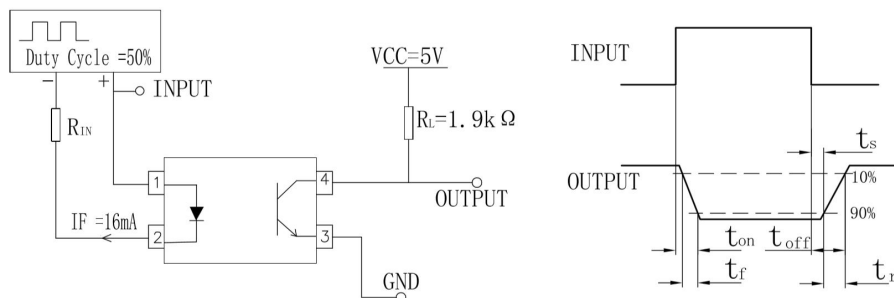 Duty Cycle =50%
− +
INPUT
RIN
VCC=5V
RL=1.9k Ω
1
4
OUTPUT
IF =16mA
2
3
GND
INPUT
ts
OUTPUT
10%
90%
ton
toff
tf
tr